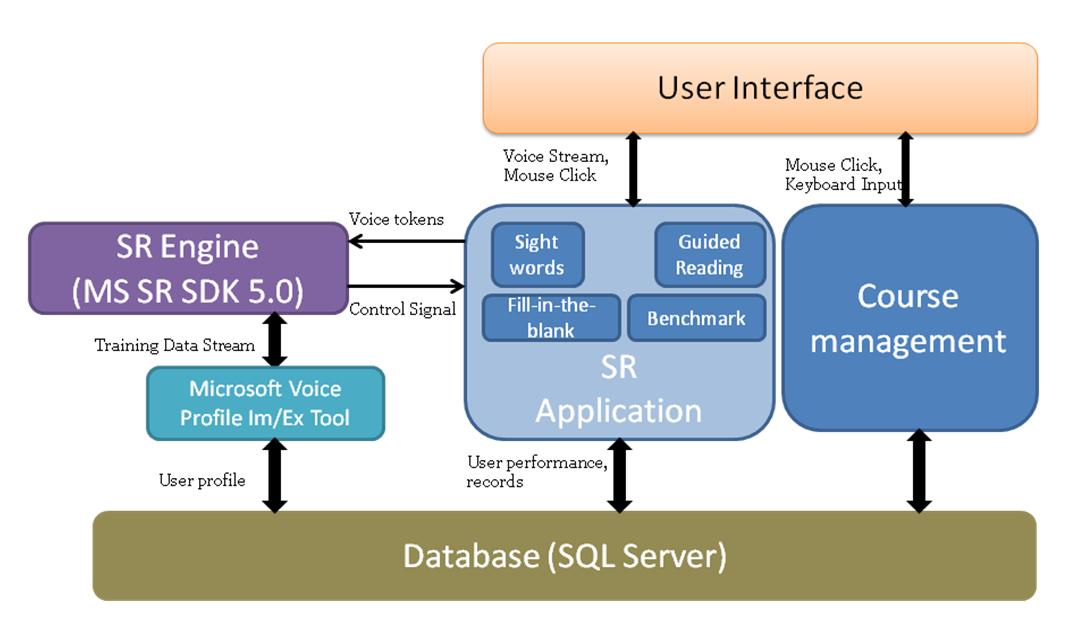 User Interface
Voice Stream,
Mouse Click
Mouse Click,
Keyboard Input
Voice tokens
SR Engine
(MS SR SDK 5.0)
Control Signal
Sight
words
Guided
Reading
Fill-in-the-
blank
Benchmark
SR
Application
Course
management
Training Data Stream
Microsoft Voice
Profile Im/Ex Tool
User profile
User performance,
records
Database (SQL Server)